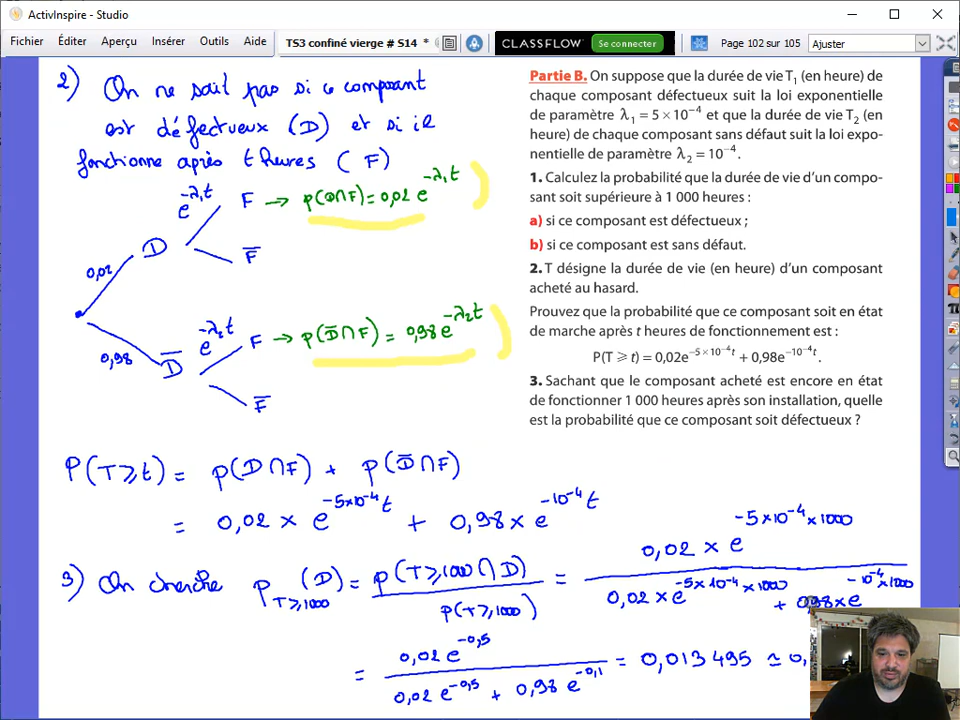 ActivInspire - Studio
Fichier Éditer Aperçu Insérer Outils Aide TS3 confiné vierge # S14 * CLASSFLOW Se connecter Page 102 sur 105 Ajuster
2) On ne sait pas si ce composant
est défectueux (D) et si il
fonctionne après t heures (F)
e^{-λ₁t} F → p(D∩F) = 0,02 e^{-λ₁t}
0,02 D F̅
e^{-λ₂t} F → p(D̅∩F) = 0,98 e^{-λ₂t}
0,98 D̅
F̅
P(T⩾t) = p(D∩F) + p(D̅∩F)
= 0,02 × e^{-5×10⁻⁴t} + 0,98 × e^{-10⁻⁴t}
3) On cherche p_{T⩾1000}(D) = p(T⩾1000 ∩ D) / p(T⩾1000) = 0,02 × e^{-5×10⁻⁴×1000} / 0,02 × e^{-5×10⁻⁴×1000} + 0,98 × e^{-10⁻⁴×1000}
= 0,02 e^{-0,5} / 0,02 e^{-0,5} + 0,98 e^{-0,1} = 0,013 495 ≃ 0,
Partie B. On suppose que la durée de vie T₁ (en heure) de
chaque composant défectueux suit la loi exponentielle
de paramètre λ₁ = 5 × 10⁻⁴ et que la durée de vie T₂ (en
heure) de chaque composant sans défaut suit la loi expo-
nentielle de paramètre λ₂ = 10⁻⁴.
1. Calculez la probabilité que la durée de vie d'un compo-
sant soit supérieure à 1 000 heures :
a) si ce composant est défectueux ;
b) si ce composant est sans défaut.
2. T désigne la durée de vie (en heure) d'un composant
acheté au hasard.
Prouvez que la probabilité que ce composant soit en état
de marche après t heures de fonctionnement est :
P(T ⩾ t) = 0,02e^{-5×10⁻⁴t} + 0,98e^{-10⁻⁴t}.
3. Sachant que le composant acheté est encore en état
de fonctionner 1 000 heures après son installation, quelle
est la probabilité que ce composant soit défectueux ?